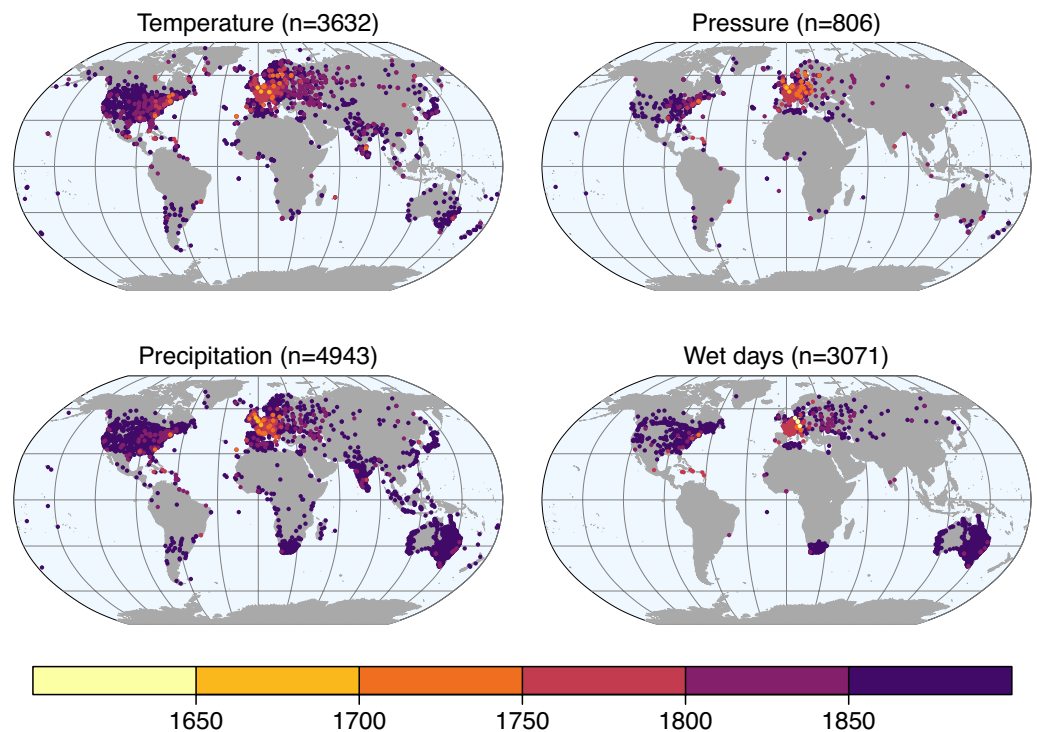 Temperature (n=3632)
Pressure (n=806)
Precipitation (n=4943)
Wet days (n=3071)
1650 1700 1750 1800 1850